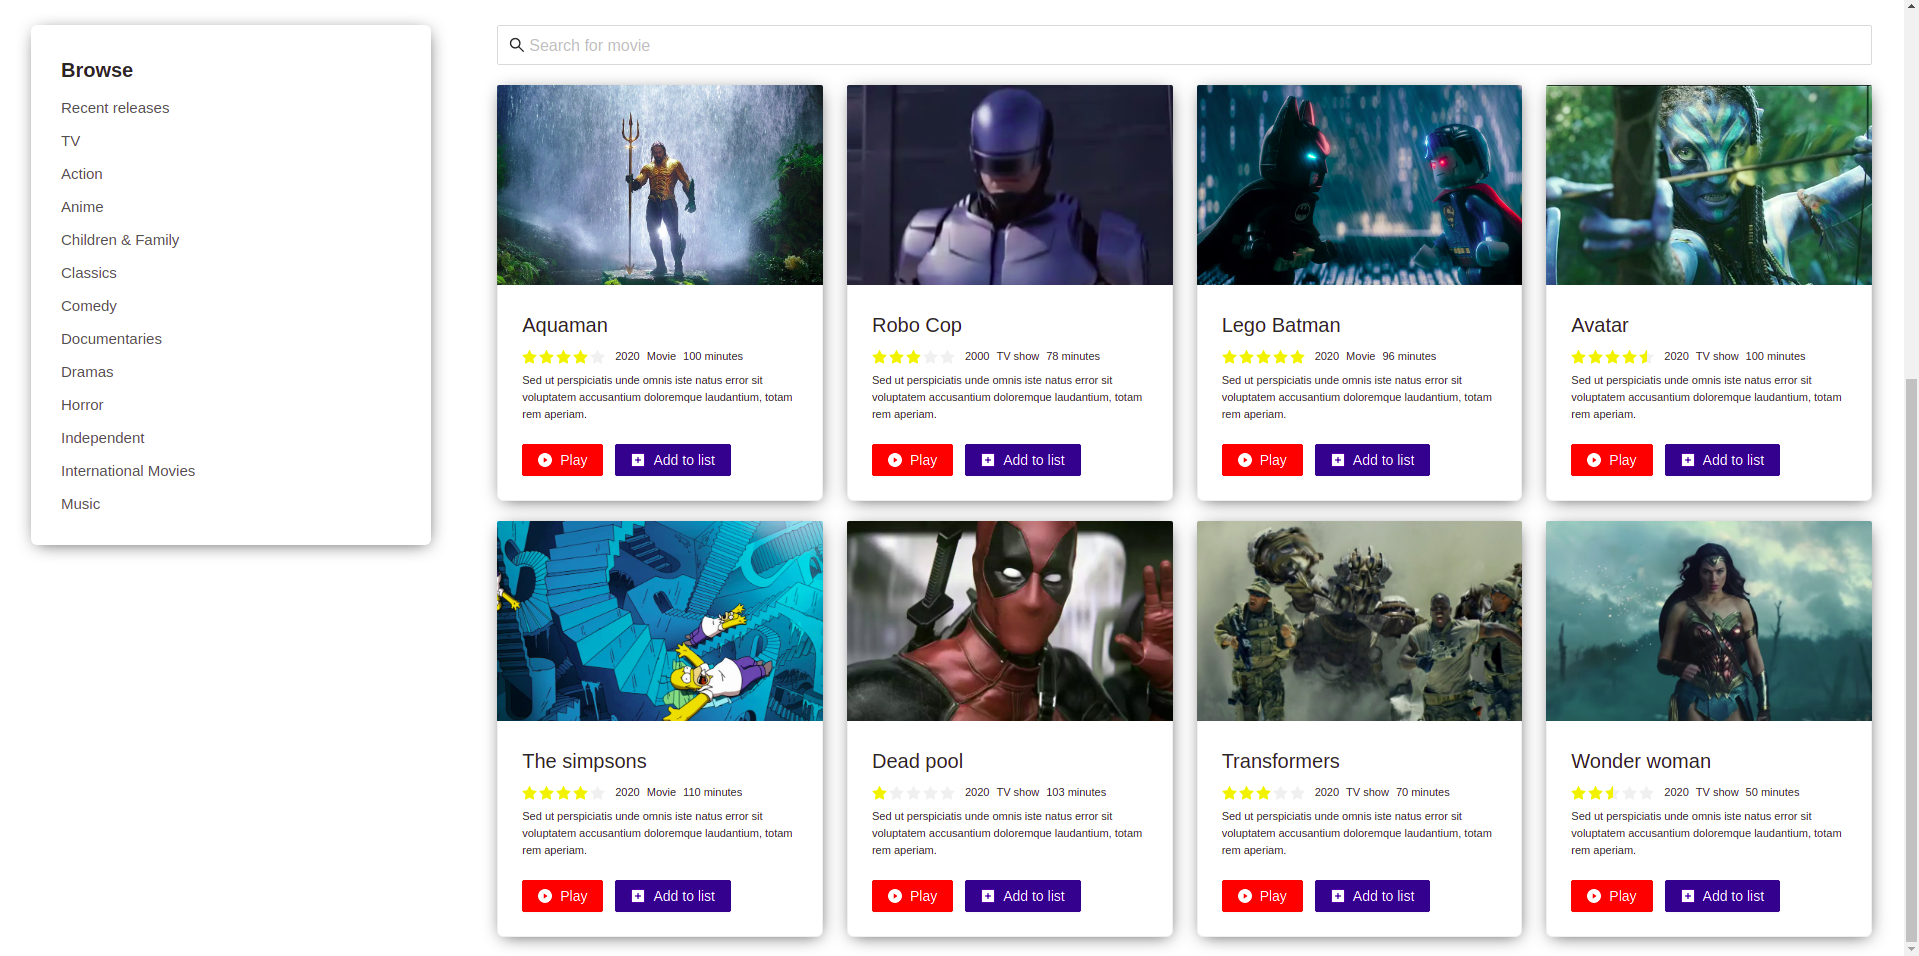 Browse
Recent releases
TV
Action
Anime
Children & Family
Classics
Comedy
Documentaries
Dramas
Horror
Independent
International Movies
Music
Search for movie
Aquaman
2020 Movie 100 minutes
Sed ut perspiciatis unde omnis iste natus error sit
voluptatem accusantium doloremque laudantium, totam
rem aperiam.
Play Add to list
Robo Cop
2000 TV show 78 minutes
Sed ut perspiciatis unde omnis iste natus error sit
voluptatem accusantium doloremque laudantium, totam
rem aperiam.
Play Add to list
Lego Batman
2020 Movie 96 minutes
Sed ut perspiciatis unde omnis iste natus error sit
voluptatem accusantium doloremque laudantium, totam
rem aperiam.
Play Add to list
Avatar
2020 TV show 100 minutes
Sed ut perspiciatis unde omnis iste natus error sit
voluptatem accusantium doloremque laudantium, totam
rem aperiam.
Play Add to list
The simpsons
2020 Movie 110 minutes
Sed ut perspiciatis unde omnis iste natus error sit
voluptatem accusantium doloremque laudantium, totam
rem aperiam.
Play Add to list
Dead pool
2020 TV show 103 minutes
Sed ut perspiciatis unde omnis iste natus error sit
voluptatem accusantium doloremque laudantium, totam
rem aperiam.
Play Add to list
Transformers
2020 TV show 70 minutes
Sed ut perspiciatis unde omnis iste natus error sit
voluptatem accusantium doloremque laudantium, totam
rem aperiam.
Play Add to list
Wonder woman
2020 TV show 50 minutes
Sed ut perspiciatis unde omnis iste natus error sit
voluptatem accusantium doloremque laudantium, totam
rem aperiam.
Play Add to list